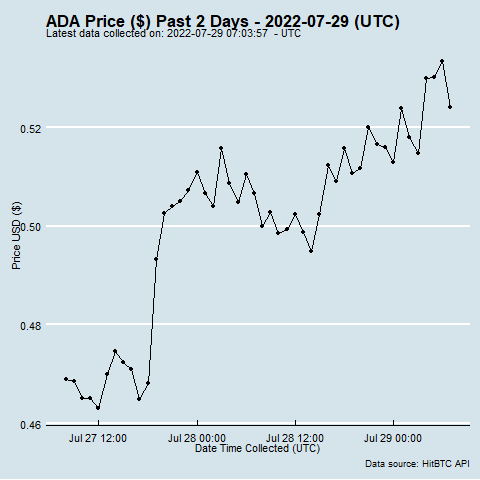 ADA Price ($) Past 2 Days - 2022-07-29 (UTC)
Latest data collected on: 2022-07-29 07:03:57 - UTC
0.52
0.50
0.48
0.46
Price USD ($)
Jul 27 12:00 Jul 28 00:00 Jul 28 12:00 Jul 29 00:00
Date Time Collected (UTC)
Data source: HitBTC API